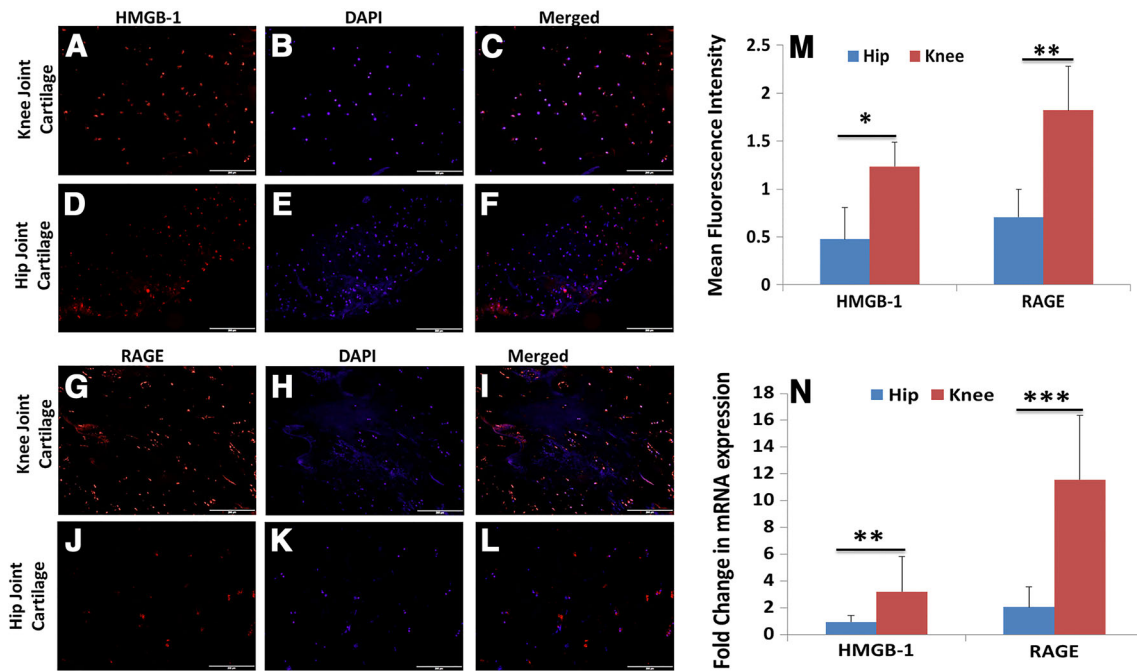 HMGB-1 DAPI Merged
Knee Joint
Cartilage
A B C
Hip Joint
Cartilage
D E F
RAGE DAPI Merged
Knee Joint
Cartilage
G H I
Hip Joint
Cartilage
J K L
M
Hip Knee
Mean Fluorescence Intensity
2.5
2
1.5
1
0.5
0
* **
HMGB-1 RAGE
N
Hip Knee
Fold Change in mRNA expression
18
16
14
12
10
8
6
4
2
0
** ***
HMGB-1 RAGE